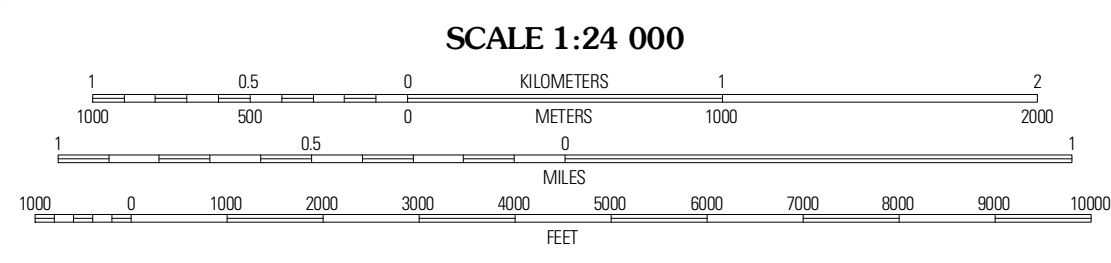 SCALE 1:24 000
1 0.5 0 KILOMETERS 1 2
1000 500 0 METERS 1000 2000
1 0.5 0 1
MILES
1000 0 1000 2000 3000 4000 5000 6000 7000 8000 9000 10000
FEET